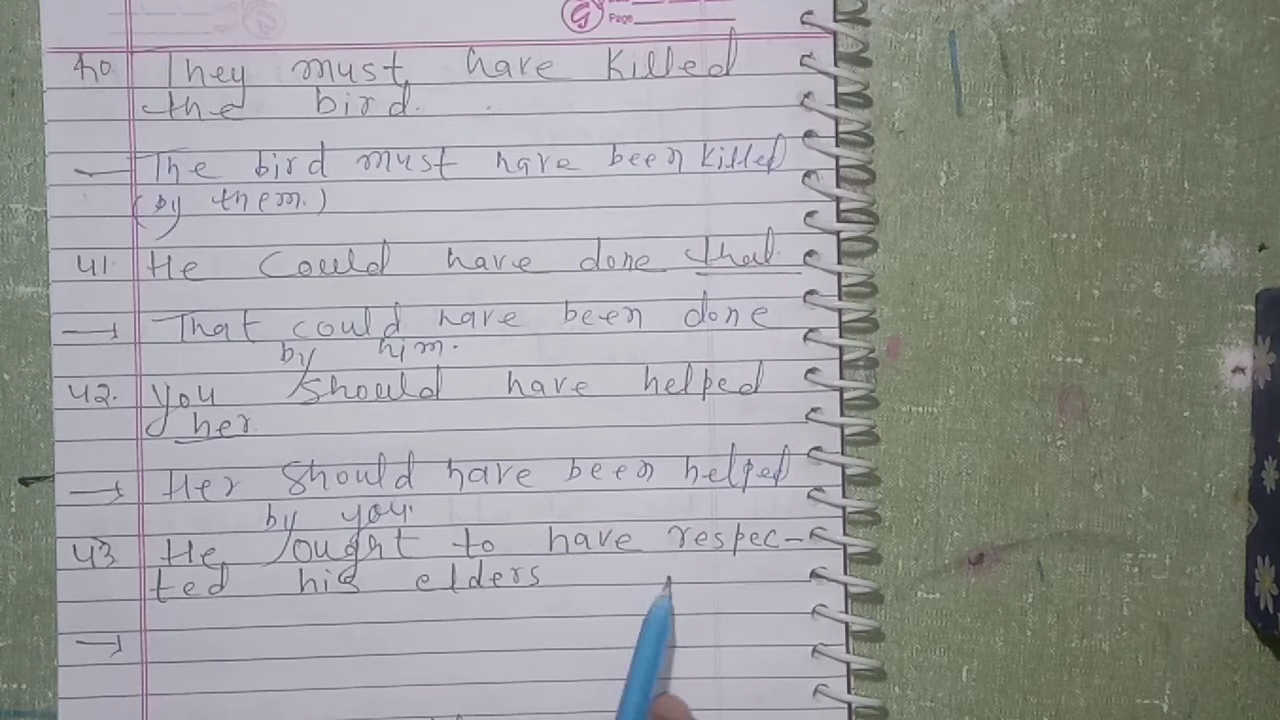 Page
40. They must have killed
the bird.
The bird must have been killed
(by them.)
41. He could have done that.
→ That could have been done
by him.
42. You should have helped
her.
→ Her should have been helped
by you.
43 He ought to have respec-
ted his elders
→